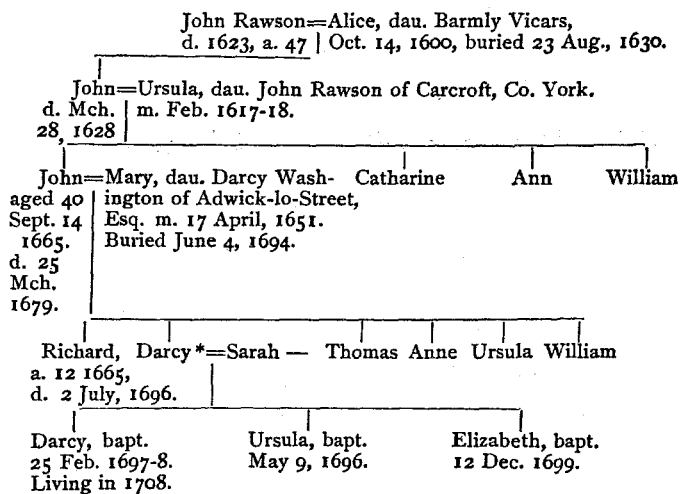 John Rawson=Alice, dau. Barmly Vicars,
d. 1623, a. 47 | Oct. 14, 1600, buried 23 Aug., 1630.
John=Ursula, dau. John Rawson of Carcroft, Co. York.
d. Mch. m. Feb. 1617-18.
28, 1628
John=Mary, dau. Darcy Wash- Catharine Ann William
aged 40 ington of Adwick-lo-Street,
Sept. 14 Esq. m. 17 April, 1651.
1665. Buried June 4, 1694.
d. 25
Mch.
1679.
Richard, Darcy *=Sarah — Thomas Anne Ursula William
a. 12 1665,
d. 2 July, 1696.
Darcy, bapt. Ursula, bapt. Elizabeth, bapt.
25 Feb. 1697-8. May 9, 1696. 12 Dec. 1699.
Living in 1708.